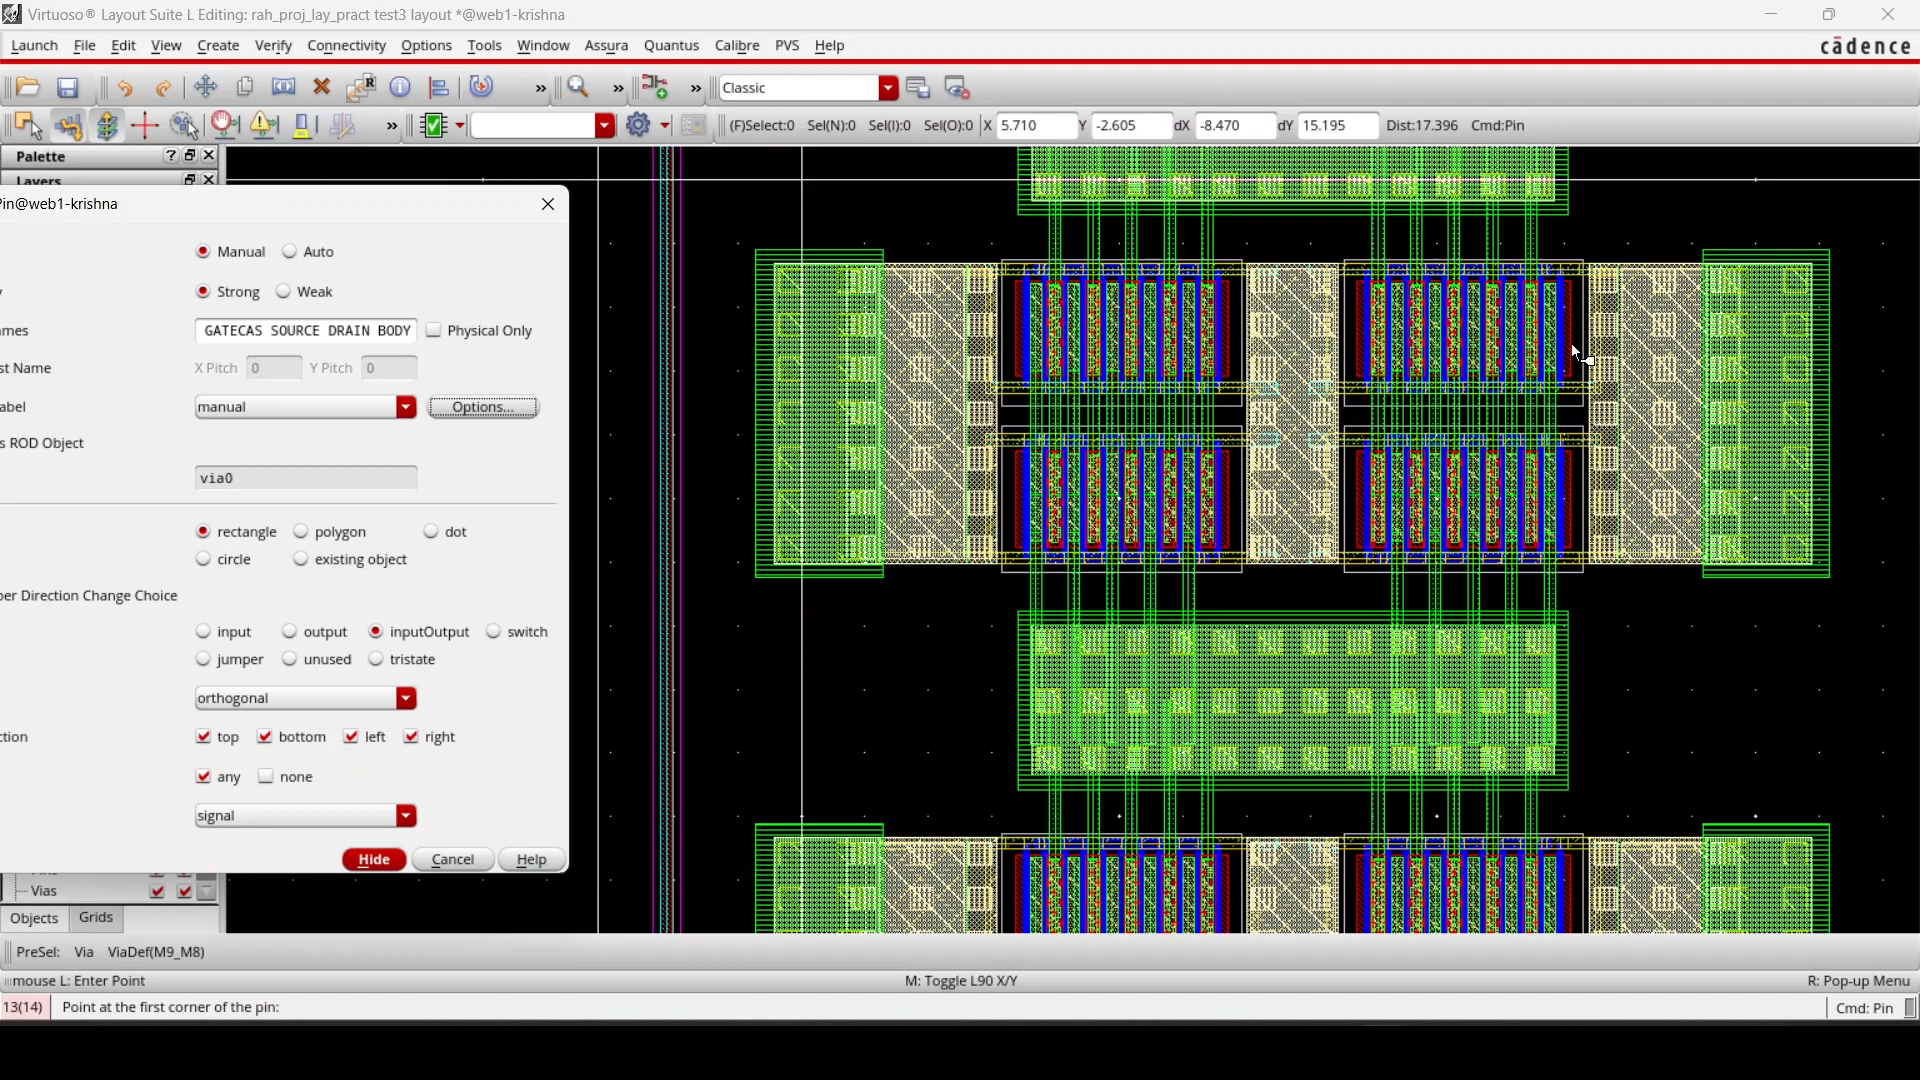 Virtuoso® Layout Suite L Editing: rah_proj_lay_pract test3 layout *@web1-krishna
Launch File Edit View Create Verify Connectivity Options Tools Window Assura Quantus Calibre PVS Help
cādence
Classic
(F)Select:0 Sel(N):0 Sel(I):0 Sel(O):0 X 5.710 Y -2.605 dX -8.470 dY 15.195 Dist:17.396 Cmd:Pin
Palette
Layers
Pin@web1-krishna
Manual Auto
y Strong Weak
mes GATECAS SOURCE DRAIN BODY Physical Only
st Name X Pitch 0 Y Pitch 0
abel manual Options...
s ROD Object
via0
rectangle polygon dot
circle existing object
per Direction Change Choice
input output inputOutput switch
jumper unused tristate
orthogonal
ction top bottom left right
any none
signal
Hide Cancel Help
Vias
Objects Grids
PreSel: Via ViaDef(M9_M8)
mouse L: Enter Point M: Toggle L90 X/Y R: Pop-up Menu
13(14) Point at the first corner of the pin: Cmd: Pin